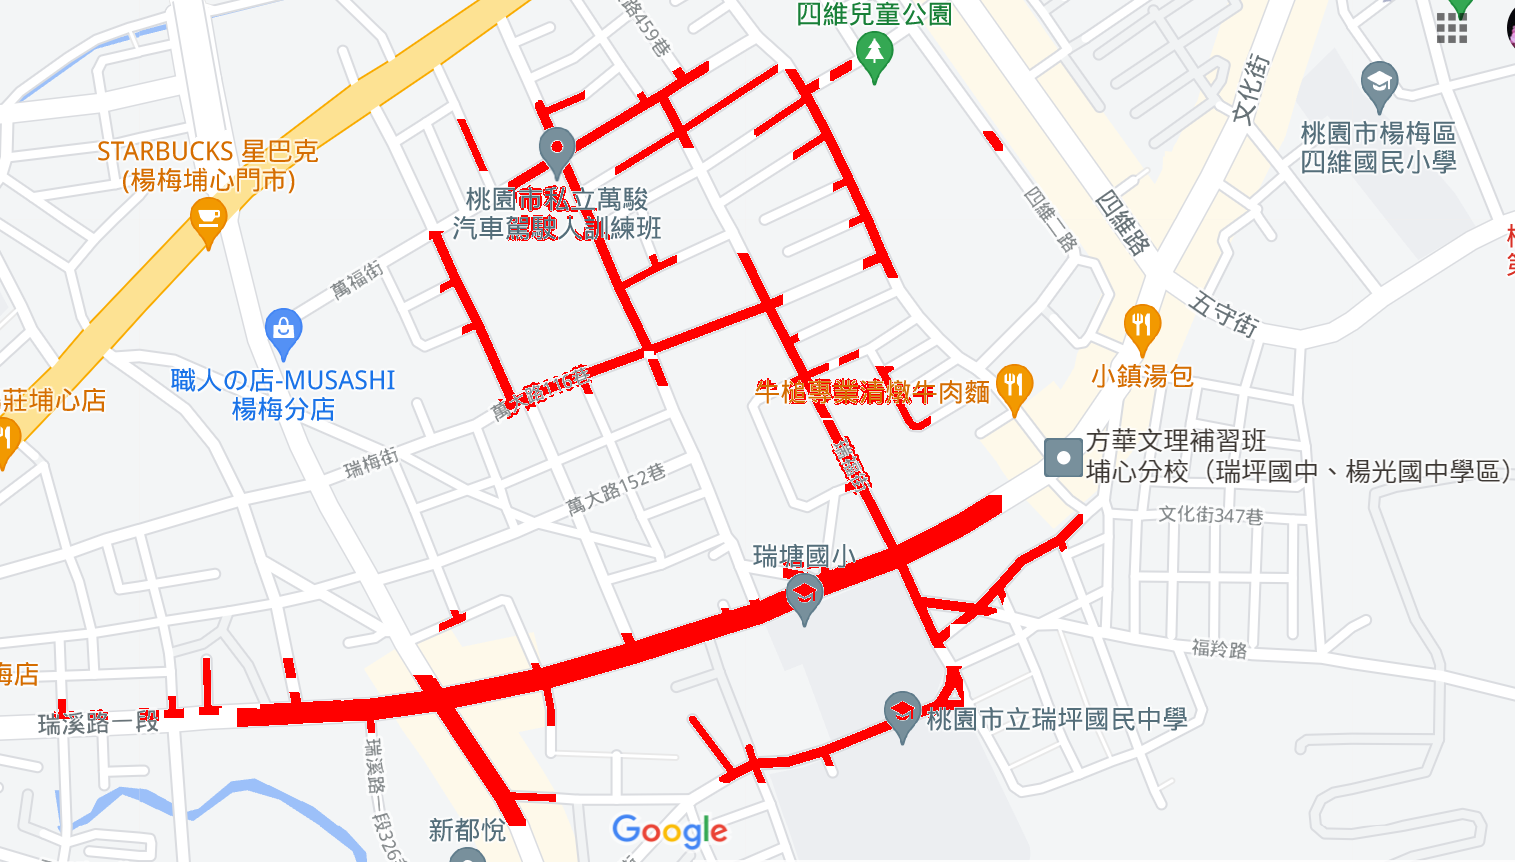 四維兒童公園
路459巷
文化街
STARBUCKS 星巴克
(楊梅埔心門市)
桃園市楊梅區
四維國民小學
桃園市私立萬駿
汽車駕駛人訓練班
四維一路
四維路
萬福街
五守街
職人の店-MUSASHI
楊梅分店
莊埔心店
萬大路116巷
牛槌專業清燉牛肉麵
小鎮湯包
方華文理補習班
埔心分校（瑞坪國中、楊光國中學區）
瑞梅街
萬大路152巷
文化街347巷
瑞塘國小
福羚路
梅店
瑞溪路一段
桃園市立瑞坪國民中學
瑞溪路一段326巷
新都悅
Google